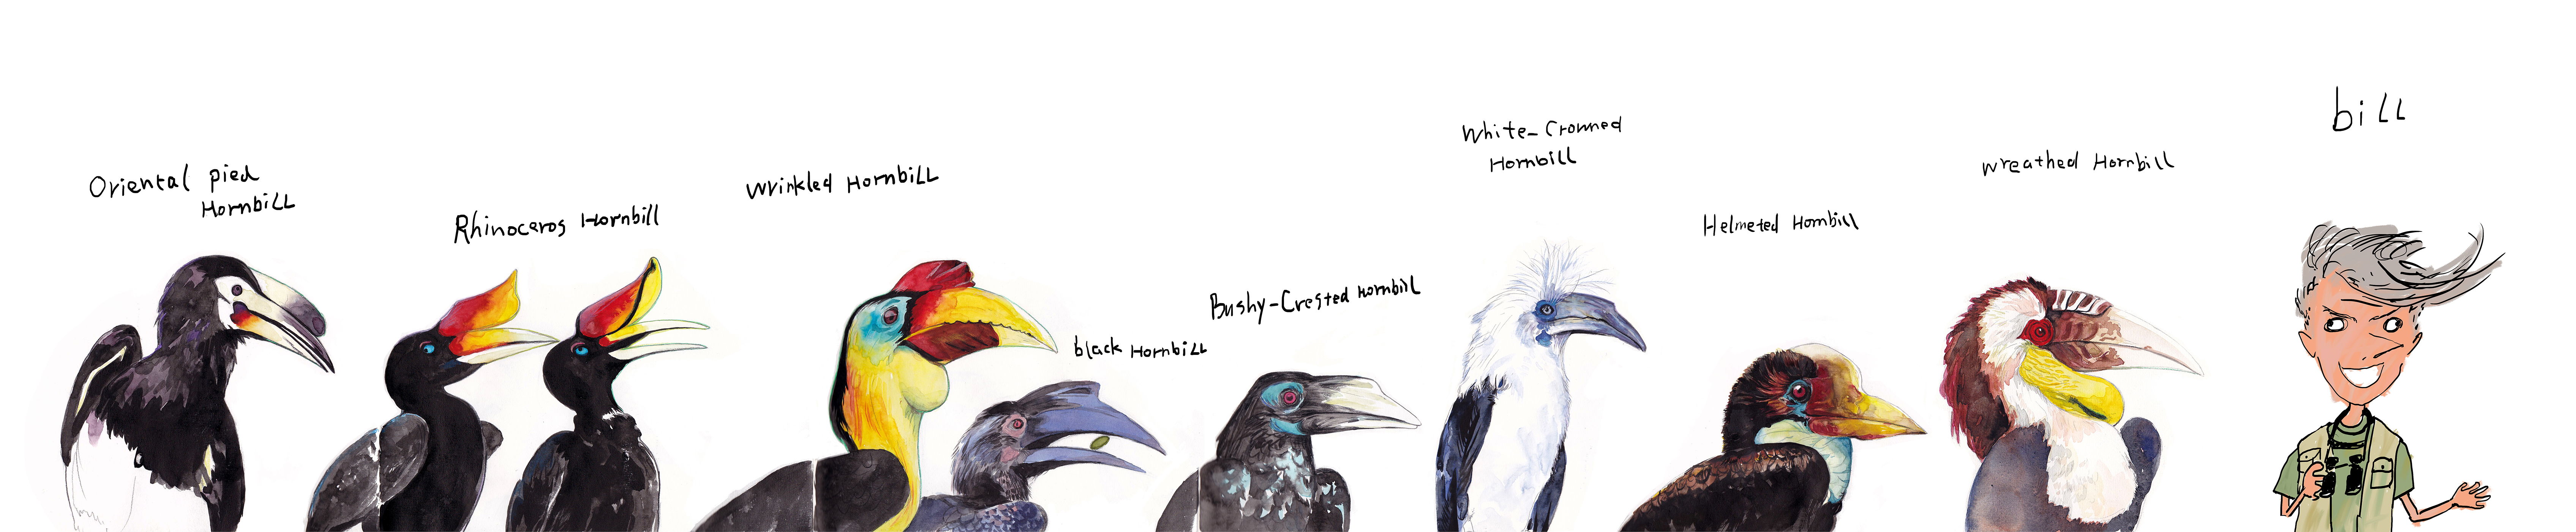 Oriental pied
Hornbill
Rhinoceros Hornbill
Wrinkled Hornbill
black Hornbill
Bushy-Crested Hornbill
White-Crowned
Hornbill
Helmeted Hornbill
wreathed Hornbill
bill